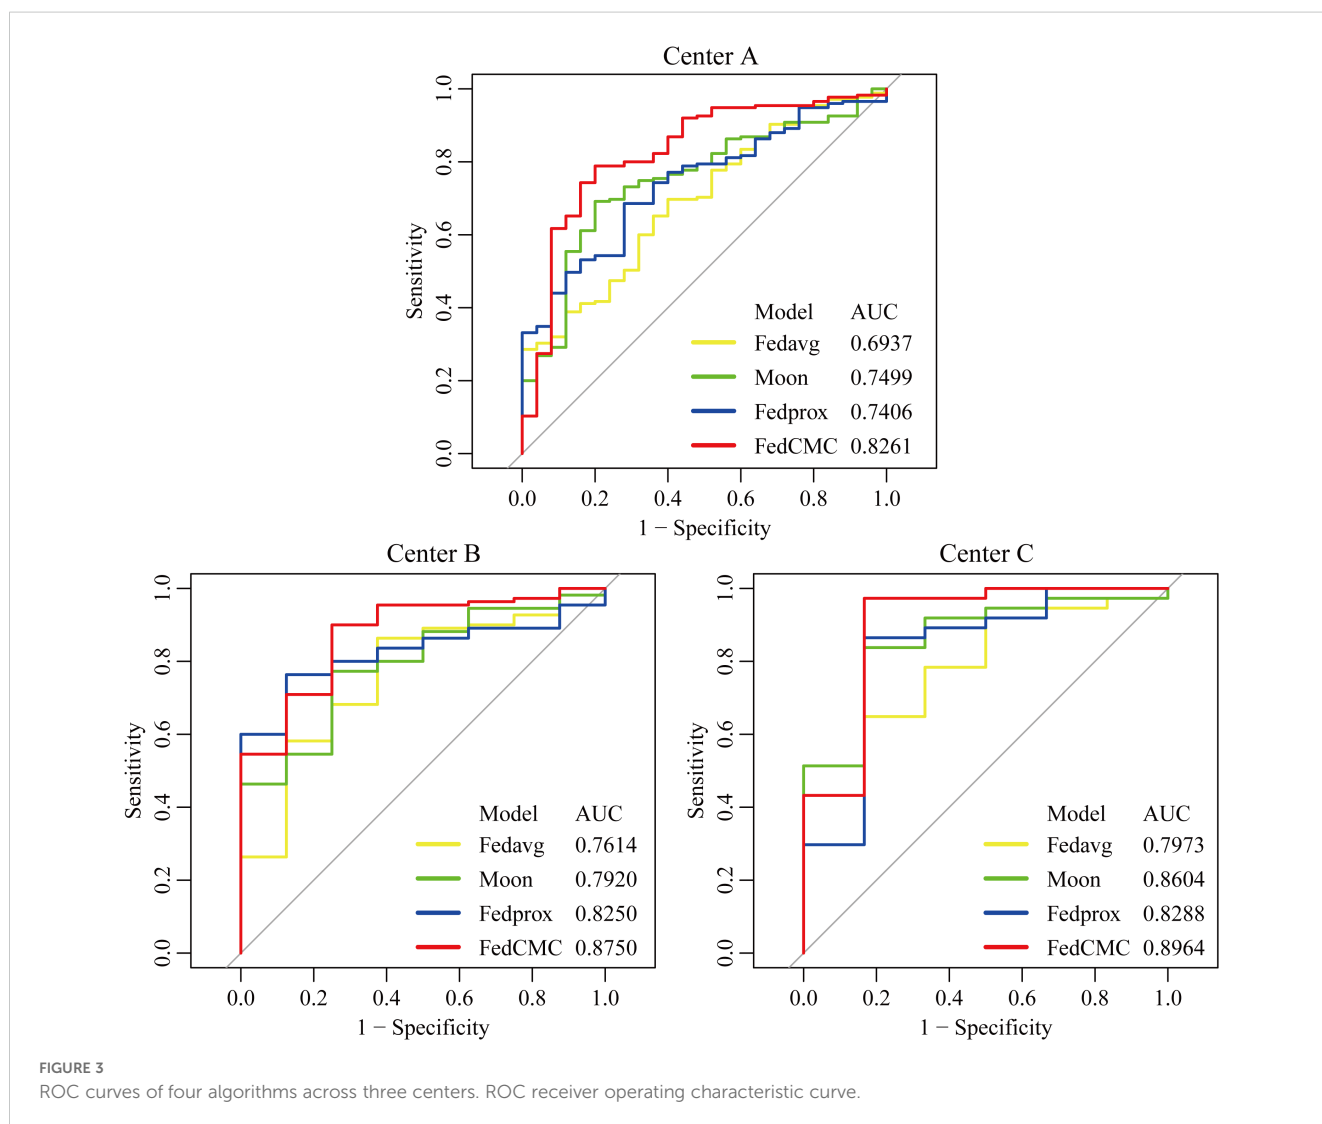 Center A
Sensitivity
1.0
0.8
0.6
0.4
0.2
0.0
Model AUC
Fedavg 0.6937
Moon 0.7499
Fedprox 0.7406
FedCMC 0.8261
0.0 0.2 0.4 0.6 0.8 1.0
1 − Specificity
Center B
Sensitivity
1.0
0.8
0.6
0.4
0.2
0.0
Model AUC
Fedavg 0.7614
Moon 0.7920
Fedprox 0.8250
FedCMC 0.8750
0.0 0.2 0.4 0.6 0.8 1.0
1 − Specificity
Center C
Sensitivity
1.0
0.8
0.6
0.4
0.2
0.0
Model AUC
Fedavg 0.7973
Moon 0.8604
Fedprox 0.8288
FedCMC 0.8964
0.0 0.2 0.4 0.6 0.8 1.0
1 − Specificity
FIGURE 3
ROC curves of four algorithms across three centers. ROC receiver operating characteristic curve.